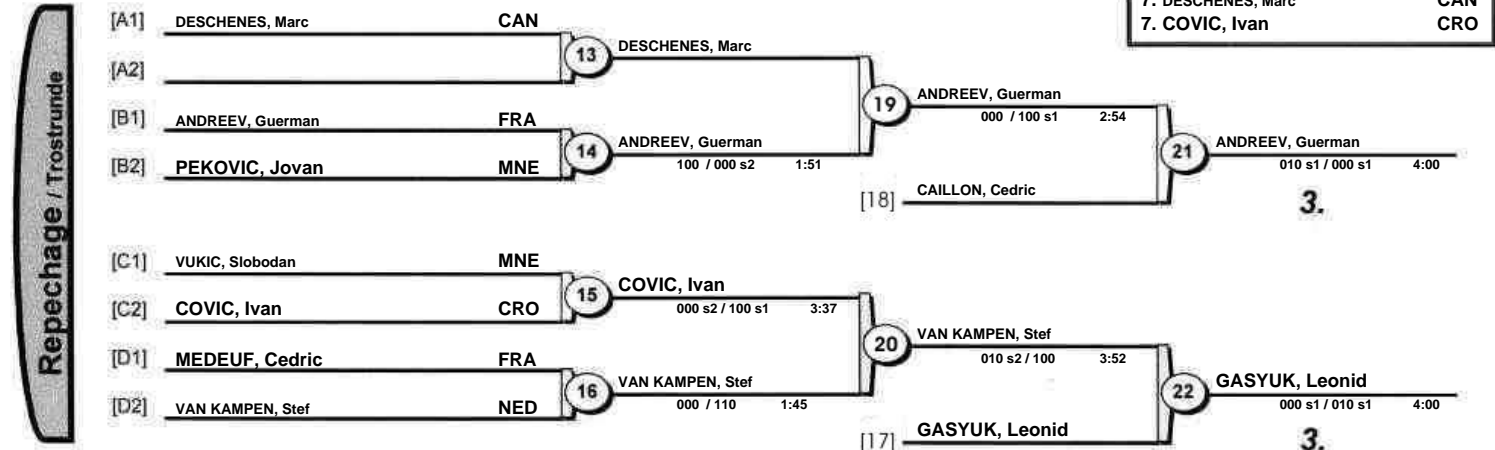 7. DESCHENES, Marc CAN
7. COVIC, Ivan CRO
Repechage / Trostrunde
[A1] DESCHENES, Marc CAN
13 DESCHENES, Marc
[A2]
19 ANDREEV, Guerman
000 / 100 s1 2:54
[B1] ANDREEV, Guerman FRA
14 ANDREEV, Guerman
100 / 000 s2 1:51
[B2] PEKOVIC, Jovan MNE
21 ANDREEV, Guerman
010 s1 / 000 s1 4:00
[18] CAILLON, Cedric
3.
[C1] VUKIC, Slobodan MNE
15 COVIC, Ivan
000 s2 / 100 s1 3:37
[C2] COVIC, Ivan CRO
20 VAN KAMPEN, Stef
010 s2 / 100 3:52
[D1] MEDEUF, Cedric FRA
16 VAN KAMPEN, Stef
000 / 110 1:45
[D2] VAN KAMPEN, Stef NED
22 GASYUK, Leonid
000 s1 / 010 s1 4:00
[17] GASYUK, Leonid
3.